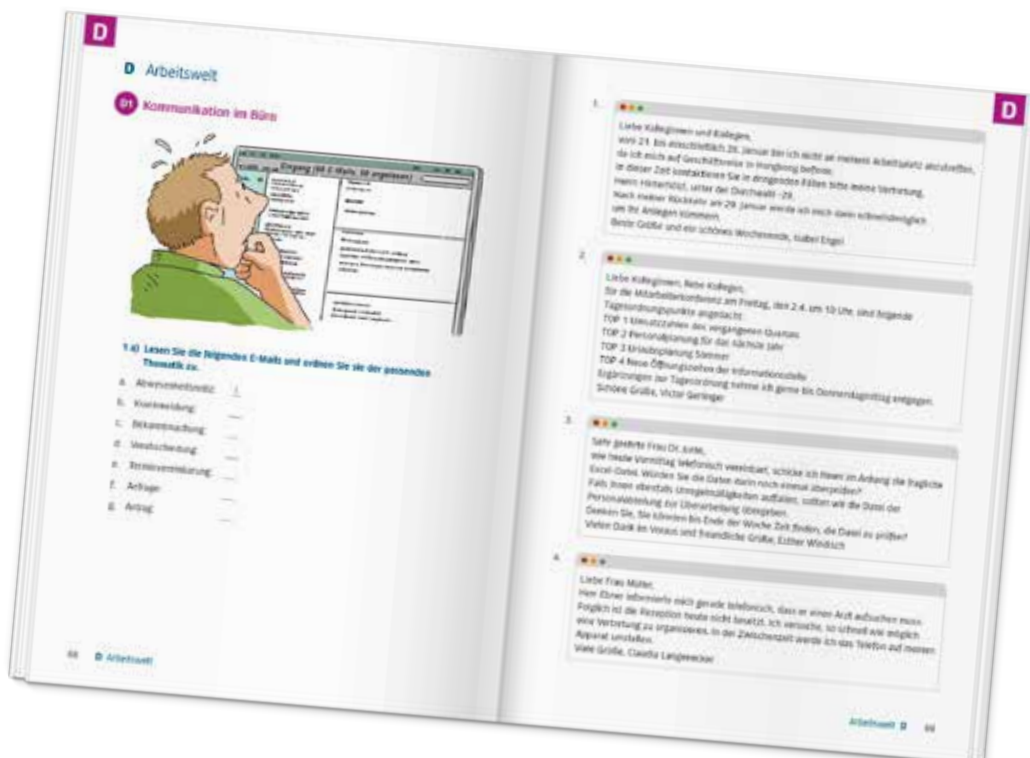 D
D Arbeitswelt
D1 Kommunikation im Büro
Eingang (68 E-Mails, 38 ungelesen)
1 a) Lesen Sie die folgenden E-Mails und ordnen Sie sie der passenden
Thematik zu.
a. Abwesenheitsnotiz: 1
b. Krankmeldung:
c. Bekanntmachung:
d. Verabschiedung:
e. Terminvereinbarung:
f. Anfrage:
g. Antrag:
68 D Arbeitswelt
D
1.
Liebe Kolleginnen und Kollegen,
vom 21. bis einschließlich 28. Januar bin ich nicht an meinem Arbeitsplatz anzutreffen,
da ich mich auf Geschäftsreise in Hongkong befinde.
In dieser Zeit kontaktieren Sie in dringenden Fällen bitte meine Vertretung,
Herrn unter der Durchwahl -29.
Nach meiner Rückkehr am 29. Januar werde ich mich dann schnellstmöglich
um Ihr Anliegen kümmern.
Beste Grüße und ein schönes Wochenende, Isabel Engel
2.
Liebe Kolleginnen, liebe Kollegen,
für die Mitarbeiterkonferenz am Freitag, den 2.4. um 10 Uhr, sind folgende
Tagesordnungspunkte angedacht:
TOP 1 Umsatzzahlen des vergangenen Quartals
TOP 2 Personalplanung für das nächste Jahr
TOP 3 Urlaubsplanung Sommer
TOP 4 Neue Öffnungszeiten der Informationsstelle
Ergänzungen zur Tagesordnung nehme ich gerne bis Donnerstagmittag entgegen.
Schöne Grüße, Victor Gerlinger
3.
Sehr geehrte Frau Dr. Junte,
wie heute Vormittag telefonisch vereinbart, schicke ich Ihnen im Anhang die fragliche
Excel-Datei. Würden Sie die Daten darin noch einmal überprüfen?
Falls Ihnen ebenfalls Unregelmäßigkeiten auffallen, sollten wir die Datei der
Personalabteilung zur Überarbeitung übergeben.
Denken Sie, Sie könnten bis Ende der Woche Zeit finden, die Datei zu prüfen?
Vielen Dank im Voraus und freundliche Grüße, Esther Windisch
4.
Liebe Frau Müller,
Herr Ebner informierte mich gerade telefonisch, dass er einen Arzt aufsuchen muss.
Folglich ist die Rezeption heute nicht besetzt. Ich versuche, so schnell wie möglich
eine Vertretung zu organisieren. In der Zwischenzeit werde ich das Telefon auf meinen
Apparat umstellen.
Viele Grüße, Claudia Langenecker
Arbeitswelt D 69